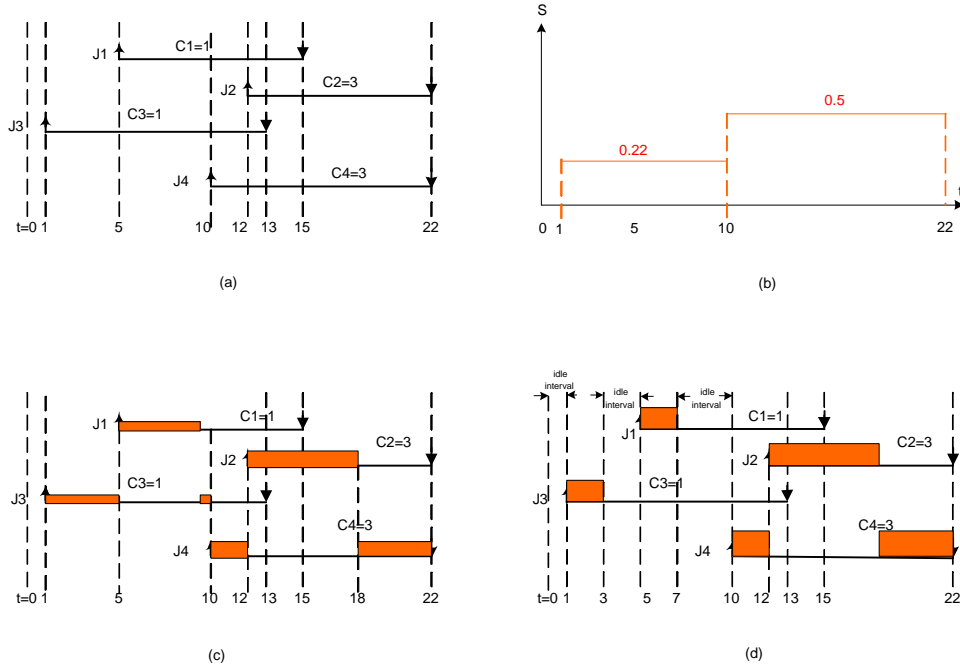 J1
C1=1
J2
C2=3
J3
C3=1
J4
C4=3
t=0 1 5 10 12 13 15 22
(a)
S
0.5
0.22
t
0 1 5 10 22
(b)
J1
C1=1
J2
C2=3
J3
C3=1
J4
C4=3
t=0 1 5 10 12 13 15 18 22
(c)
idle
interval
idle
interval
idle
interval
J1
C1=1
J2
C2=3
J3
C3=1
J4
C4=3
t=0 1 3 5 7 10 12 13 15 22
(d)